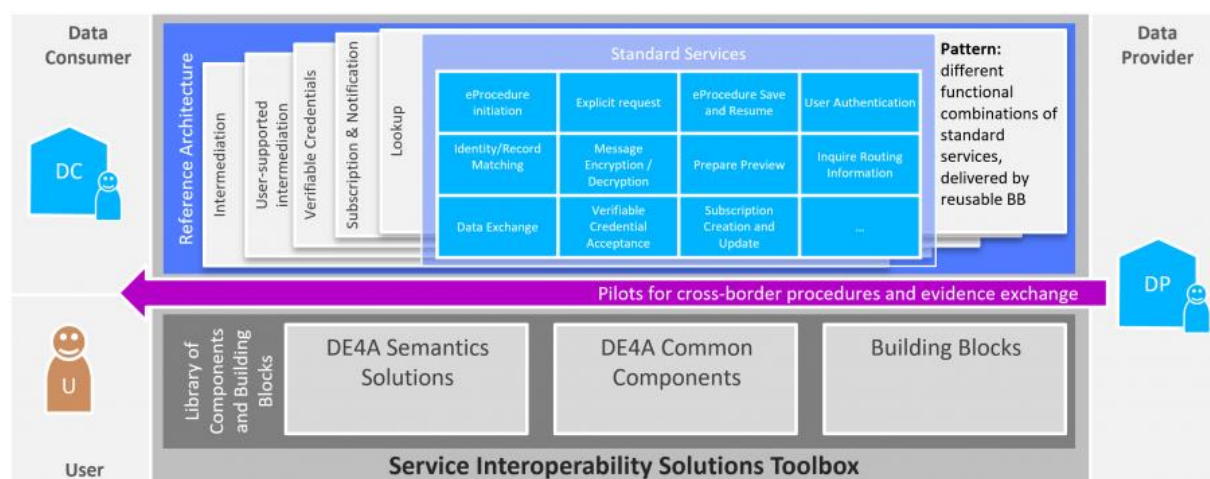 Data
Consumer
DC
Reference Architecture
Intermediation
User-supported
intermediation
Verifiable Credentials
Subscription & Notification
Lookup
Standard Services
eProcedure
initiation
Explicit request
eProcedure Save
and Resume
User Authentication
Identity/Record
Matching
Message
Encryption /
Decryption
Prepare Preview
Inquire Routing
Information
Data Exchange
Verifiable
Credential
Acceptance
Subscription
Creation and
Update
...
Pattern:
different
functional
combinations of
standard
services,
delivered by
reusable BB
Data
Provider
DP
Pilots for cross-border procedures and evidence exchange
U
User
Library of
Components
and Building
Blocks
DE4A Semantics
Solutions
DE4A Common
Components
Building Blocks
Service Interoperability Solutions Toolbox